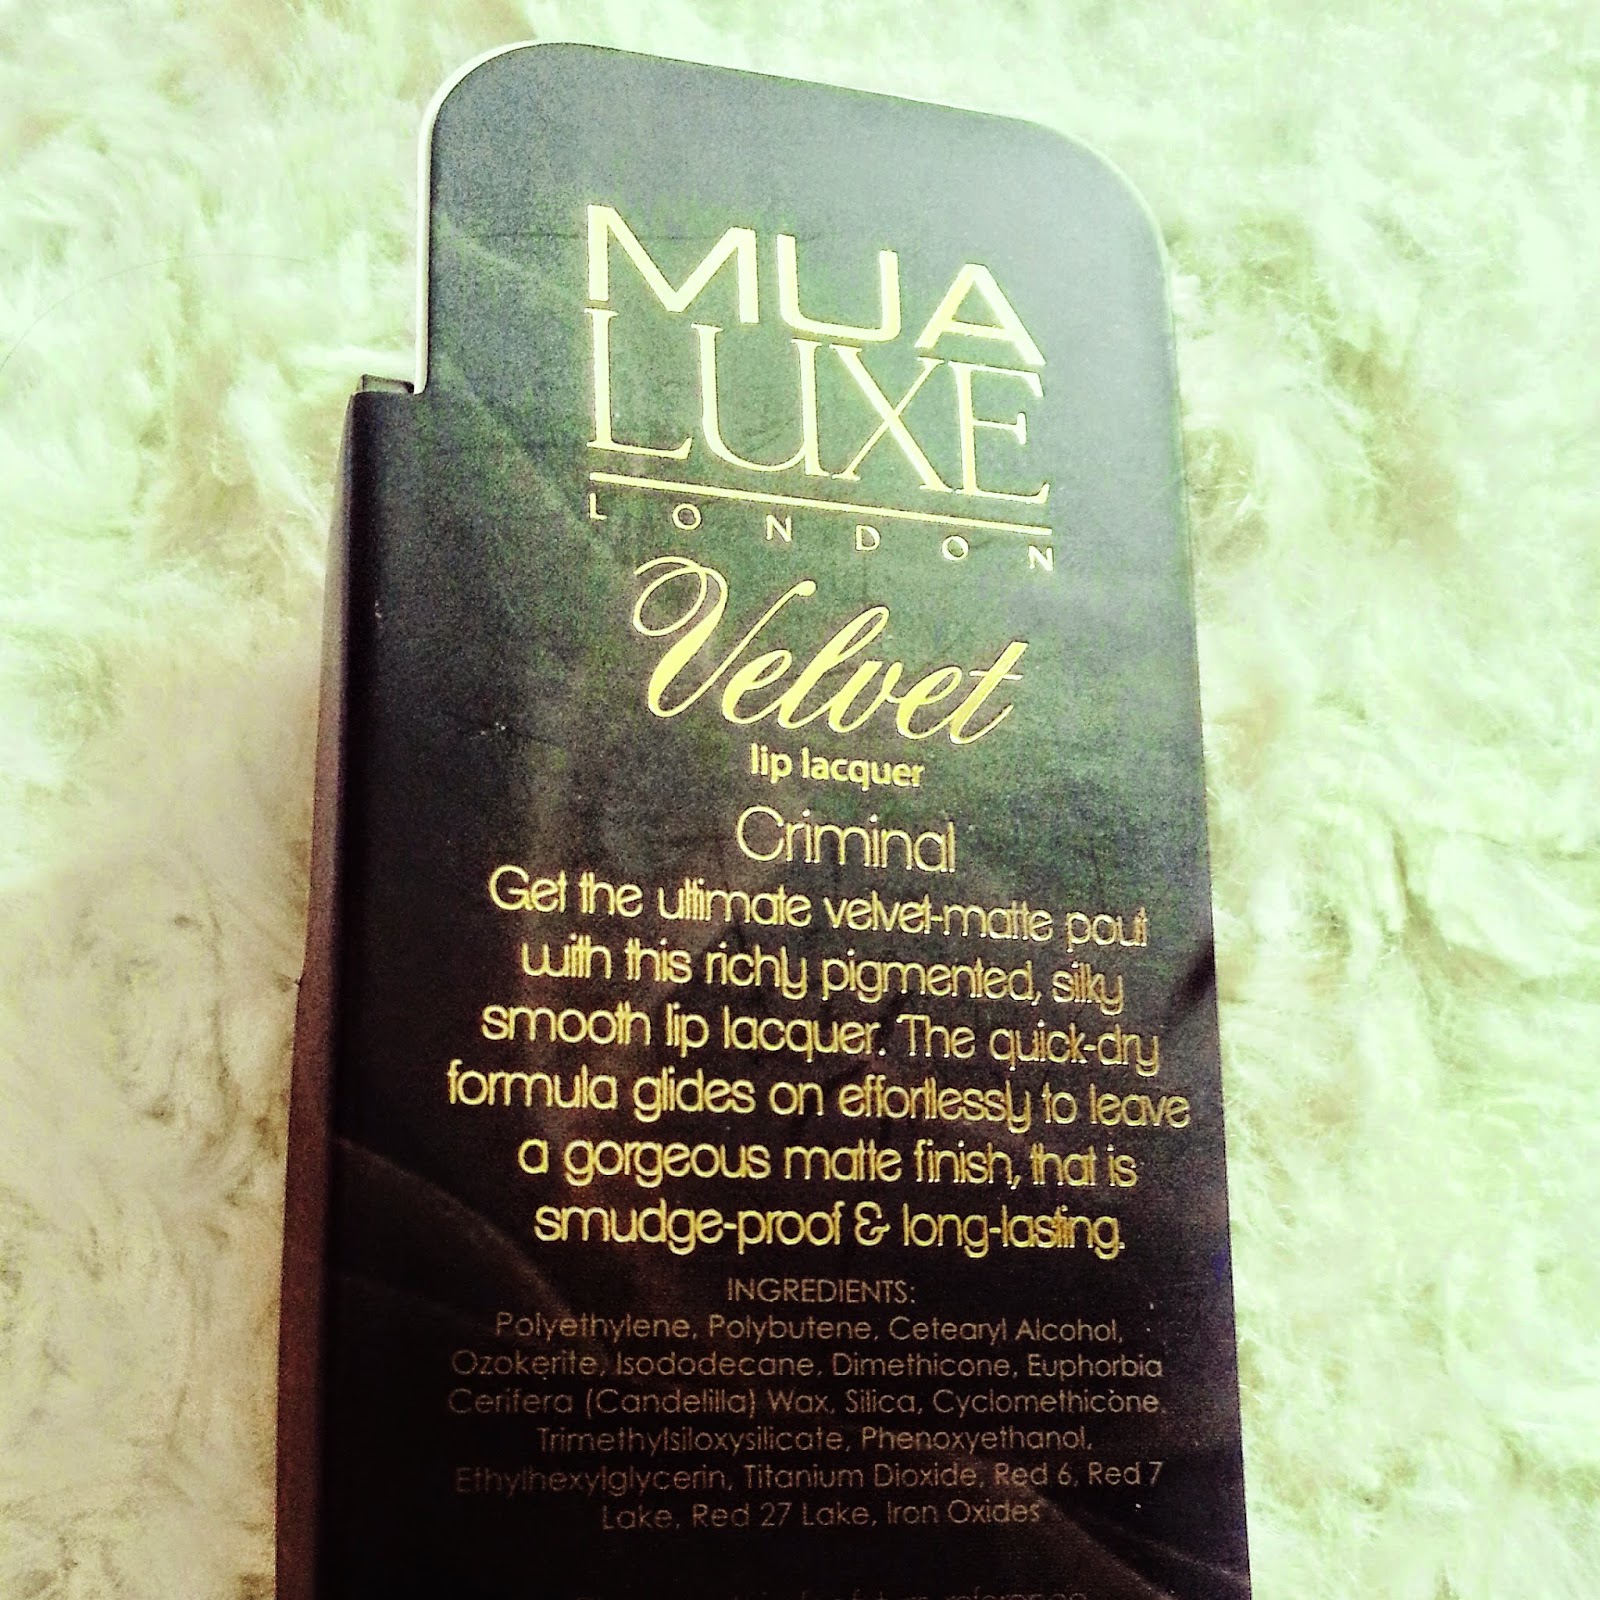 MUA
LUXE
LONDON
Velvet
lip lacquer
Criminal
Get the ultimate velvet-matte pout
with this richly pigmented, silky
smooth lip lacquer. The quick-dry
formula glides on effortlessly to leave
a gorgeous matte finish, that is
smudge-proof & long-lasting.
INGREDIENTS:
Polyethylene, Polybutene, Cetearyl Alcohol,
Ozokerite, Isododecane, Dimethicone, Euphorbia
Cerifera (Candelilla) Wax, Silica, Cyclomethicone,
Trimethylsiloxysilicate, Phenoxyethanol,
Ethylhexylglycerin, Titanium Dioxide, Red 6, Red 7
Lake, Red 27 Lake, Iron Oxides
reference